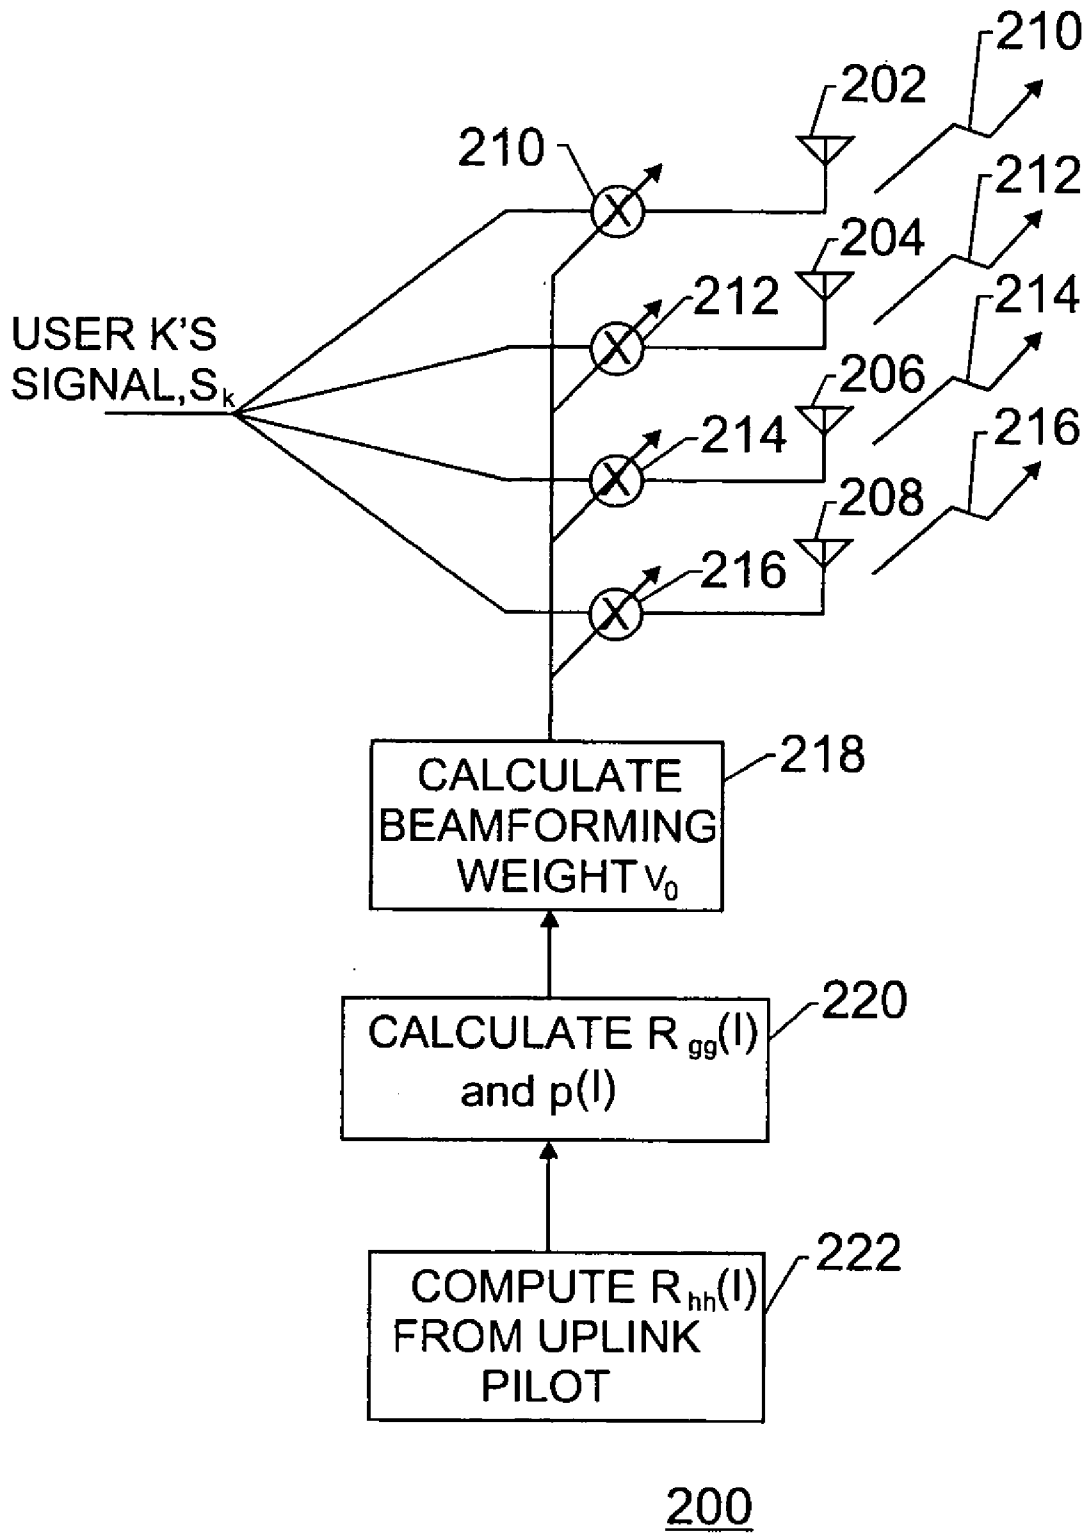 210
202
210
212
204
212
214
USER K'S
SIGNAL,Sk
206
214
216
208
216
CALCULATE
BEAMFORMING
WEIGHT V0
218
CALCULATE Rgg(l)
and p(l)
220
COMPUTE Rhh(l)
FROM UPLINK
PILOT
222
200